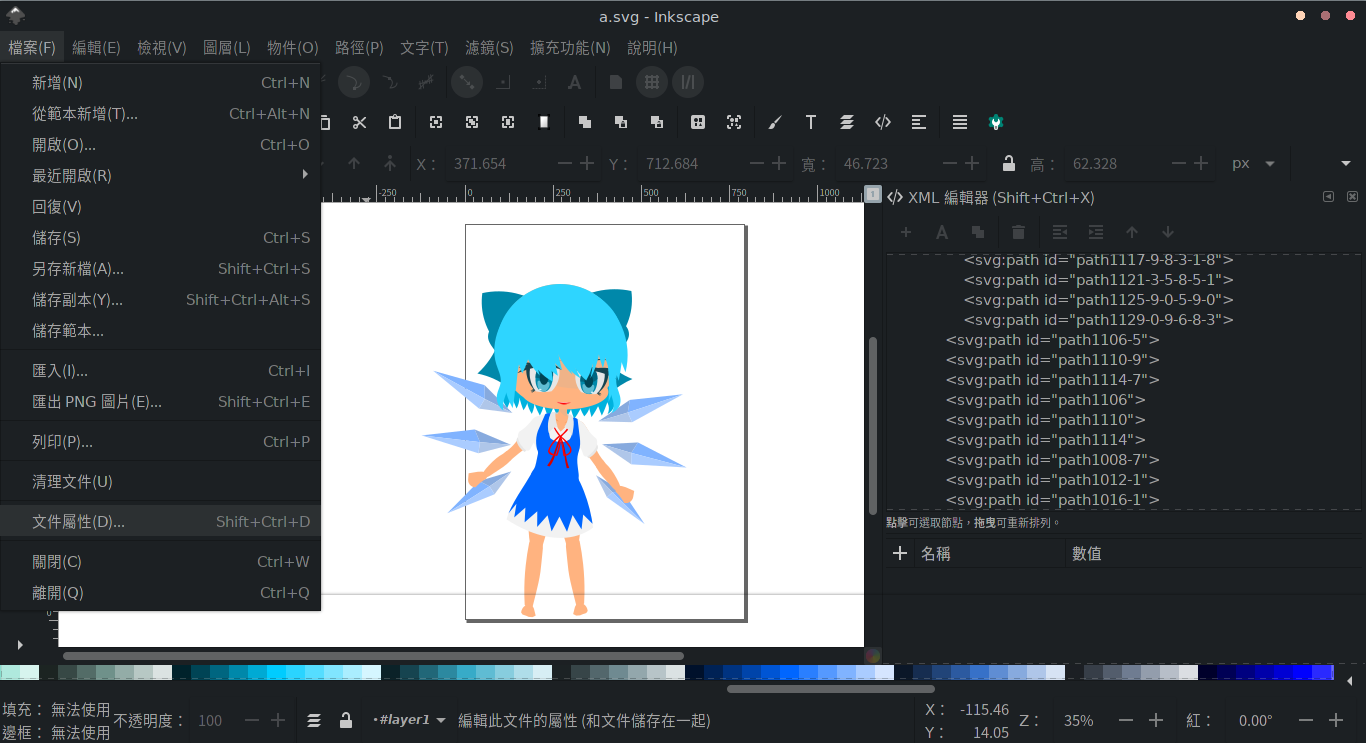 a.svg - Inkscape
檔案(F) 編輯(E) 檢視(V) 圖層(L) 物件(O) 路徑(P) 文字(T) 濾鏡(S) 擴充功能(N) 說明(H)
新增(N) Ctrl+N
從範本新增(T)... Ctrl+Alt+N
開啟(O)... Ctrl+O
最近開啟(R)
回復(V)
儲存(S) Ctrl+S
另存新檔(A)... Shift+Ctrl+S
儲存副本(Y)... Shift+Ctrl+Alt+S
儲存範本...
匯入(I)... Ctrl+I
匯出 PNG 圖片(E)... Shift+Ctrl+E
列印(P)... Ctrl+P
清理文件(U)
文件屬性(D)... Shift+Ctrl+D
關閉(C) Ctrl+W
離開(Q) Ctrl+Q
X： 371.654 Y： 712.684 寬： 46.723 高： 62.328 px
-250 0 250 500 750 1000
1
XML 編輯器 (Shift+Ctrl+X)
<svg:path id="path1117-9-8-3-1-8">
<svg:path id="path1121-3-5-8-5-1">
<svg:path id="path1125-9-0-5-9-0">
<svg:path id="path1129-0-9-6-8-3">
<svg:path id="path1106-5">
<svg:path id="path1110-9">
<svg:path id="path1114-7">
<svg:path id="path1106">
<svg:path id="path1110">
<svg:path id="path1114">
<svg:path id="path1008-7">
<svg:path id="path1012-1">
<svg:path id="path1016-1">
點擊可選取節點，拖曳可重新排列。
名稱 數值
0
填充： 無法使用
邊框： 無法使用
不透明度： 100
•#layer1
編輯此文件的屬性 (和文件儲存在一起)
X： -115.46
Y： 14.05
Z： 35%
紅： 0.00°